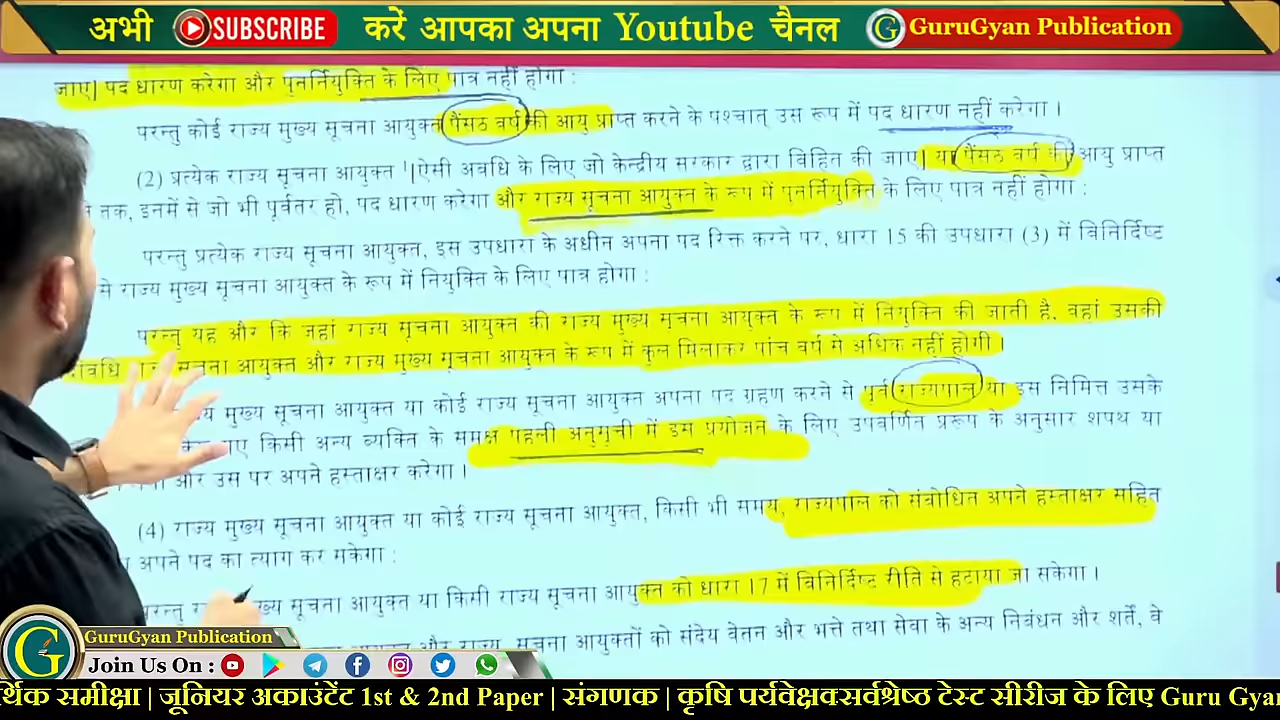 अभी SUBSCRIBE करें आपका अपना Youtube चैनल GuruGyan Publication
जाए] पद धारण करेगा और पुनर्नियुक्ति के लिए पात्र नहीं होगा :
परन्तु कोई राज्य मुख्य सूचना आयुक्त पैंसठ वर्ष की आयु प्राप्त करने के पश्चात् उस रूप में पद धारण नहीं करेगा ।
(2) प्रत्येक राज्य सूचना आयुक्त ¹[ऐसी अवधि के लिए जो केन्द्रीय सरकार द्वारा विहित की जाए] या पैंसठ वर्ष की आयु प्राप्त
तक, इनमें से जो भी पूर्वतर हो, पद धारण करेगा और राज्य सूचना आयुक्त के रूप में पुनर्नियुक्ति के लिए पात्र नहीं होगा :
परन्तु प्रत्येक राज्य सूचना आयुक्त, इस उपधारा के अधीन अपना पद रिक्त करने पर, धारा 15 की उपधारा (3) में विनिर्दिष्ट
से राज्य मुख्य सूचना आयुक्त के रूप में नियुक्ति के लिए पात्र होगा :
परन्तु यह और कि जहां राज्य सूचना आयुक्त की राज्य मुख्य सूचना आयुक्त के रूप में नियुक्ति की जाती है, वहां उसकी
सूचना आयुक्त और राज्य मुख्य सूचना आयुक्त के रूप में कुल मिलाकर पांच वर्ष से अधिक नहीं होगी ।
मुख्य सूचना आयुक्त या कोई राज्य सूचना आयुक्त अपना पद ग्रहण करने से पूर्व राज्यपाल या इस निमित्त उसके
किसी अन्य व्यक्ति के समक्ष पहली अनुसूची में इस प्रयोजन के लिए उपवर्णित प्ररूप के अनुसार शपथ या
और उस पर अपने हस्ताक्षर करेगा ।
(4) राज्य मुख्य सूचना आयुक्त या कोई राज्य सूचना आयुक्त, किसी भी समय, राज्यपाल को संबोधित अपने हस्ताक्षर सहित
अपने पद का त्याग कर सकेगा :
परन्तु सूचना आयुक्त या किसी राज्य सूचना आयुक्त को धारा 17 में विनिर्दिष्ट रीति से हटाया जा सकेगा ।
और राज्य सूचना आयुक्तों को संदेय वेतन और भत्ते तथा सेवा के अन्य निबंधन और शर्तें, वे
GuruGyan Publication
Join Us On :
समीक्षा | जूनियर अकाउंटेंट 1st & 2nd Paper | संगणक | कृषि पर्यवेक्षक सर्वश्रेष्ठ टेस्ट सीरीज के लिए Guru Gyan